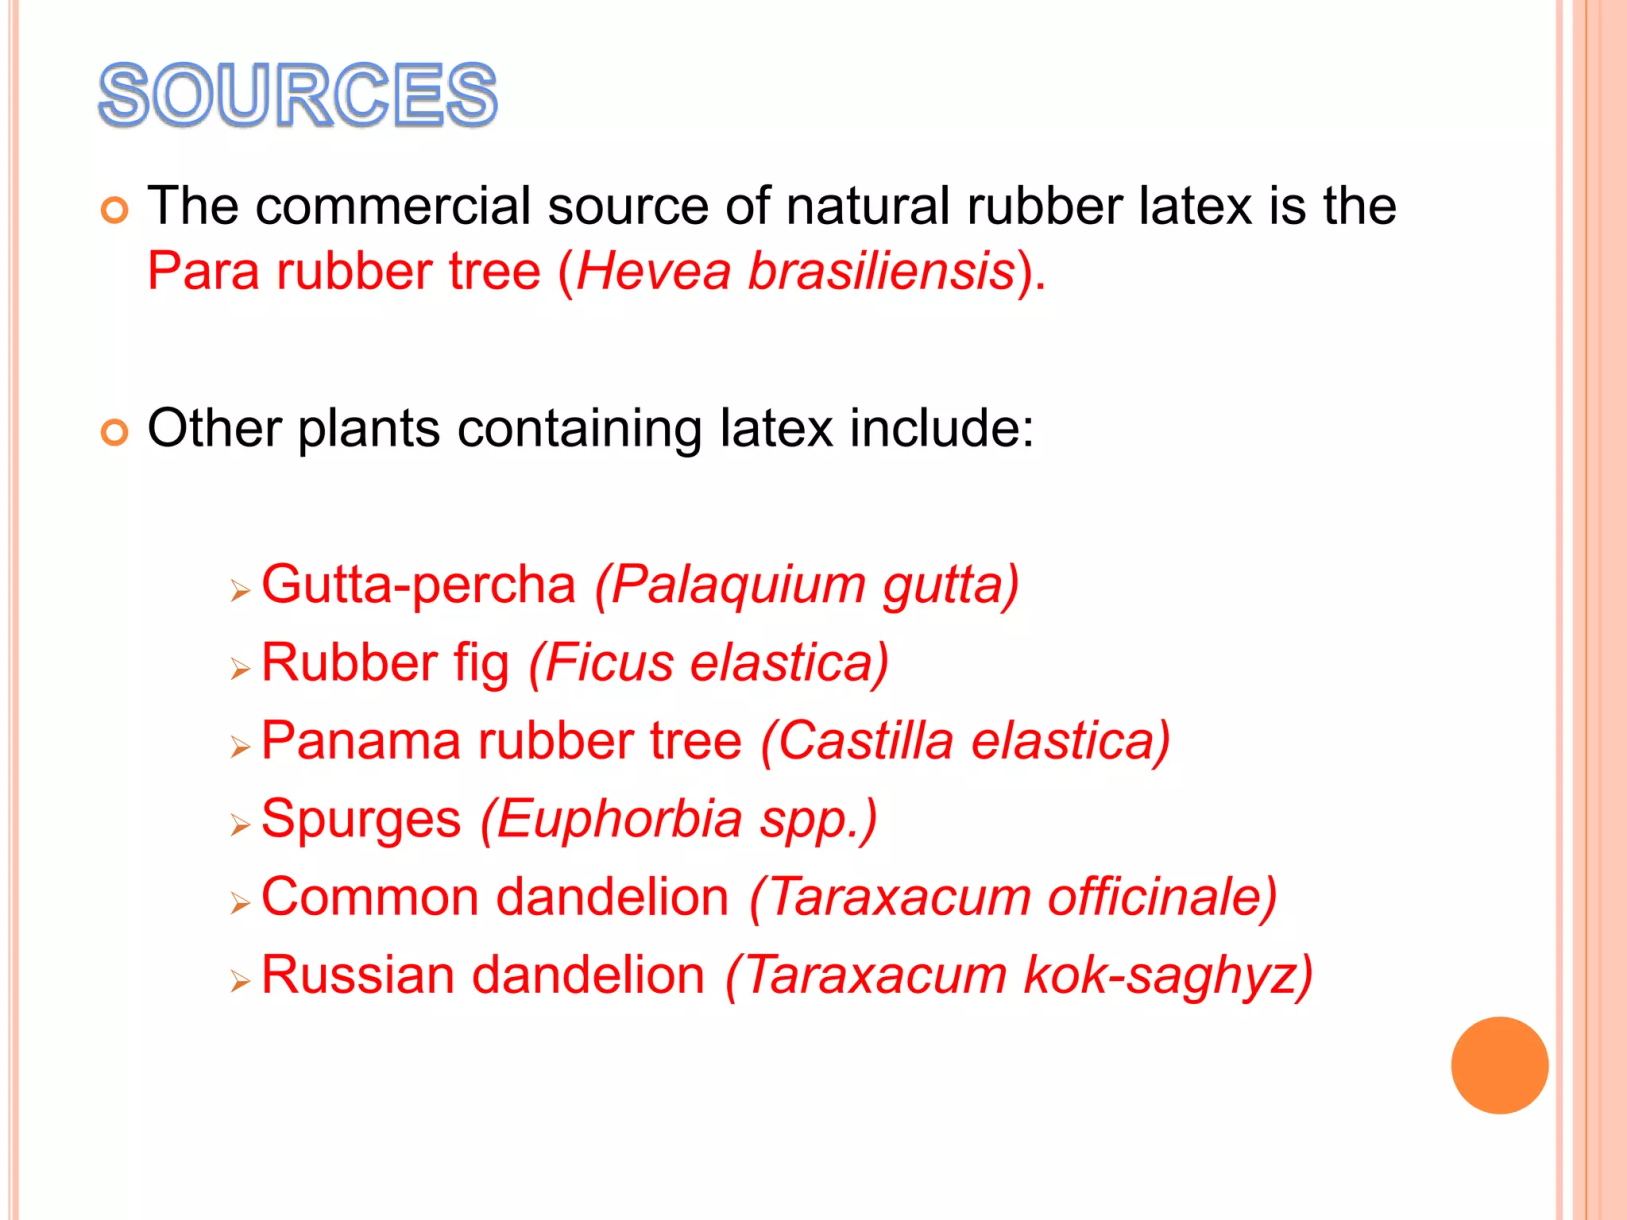 SOURCES
The commercial source of natural rubber latex is the
Para rubber tree (Hevea brasiliensis).
Other plants containing latex include:
Gutta-percha (Palaquium gutta)
Rubber fig (Ficus elastica)
Panama rubber tree (Castilla elastica)
Spurges (Euphorbia spp.)
Common dandelion (Taraxacum officinale)
Russian dandelion (Taraxacum kok-saghyz)